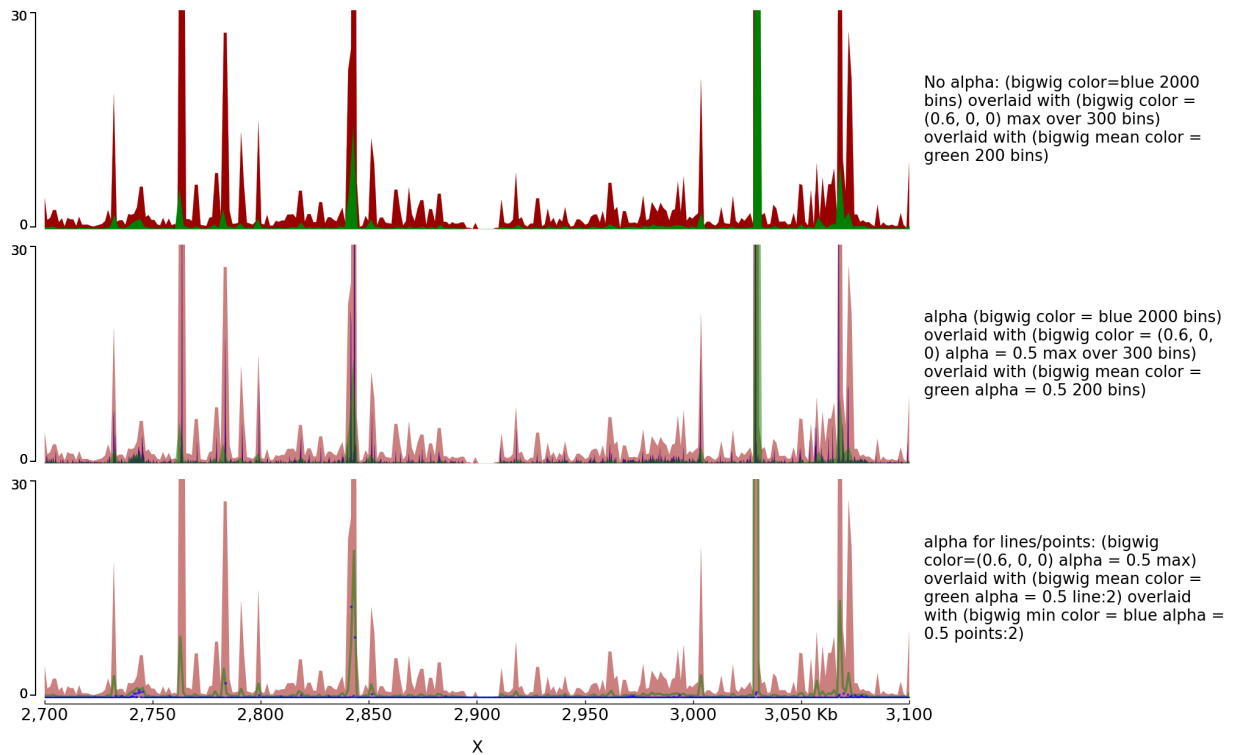 30
0
No alpha: (bigwig color=blue 2000
bins) overlaid with (bigwig color =
(0.6, 0, 0) max over 300 bins)
overlaid with (bigwig mean color =
green 200 bins)
30
0
alpha (bigwig color = blue 2000 bins)
overlaid with (bigwig color = (0.6, 0,
0) alpha = 0.5 max over 300 bins)
overlaid with (bigwig mean color =
green alpha = 0.5 200 bins)
30
0
alpha for lines/points: (bigwig
color=(0.6, 0, 0) alpha = 0.5 max)
overlaid with (bigwig mean color =
green alpha = 0.5 line:2) overlaid
with (bigwig min color = blue alpha =
0.5 points:2)
2,700 2,750 2,800 2,850 2,900 2,950 3,000 3,050 Kb 3,100
X